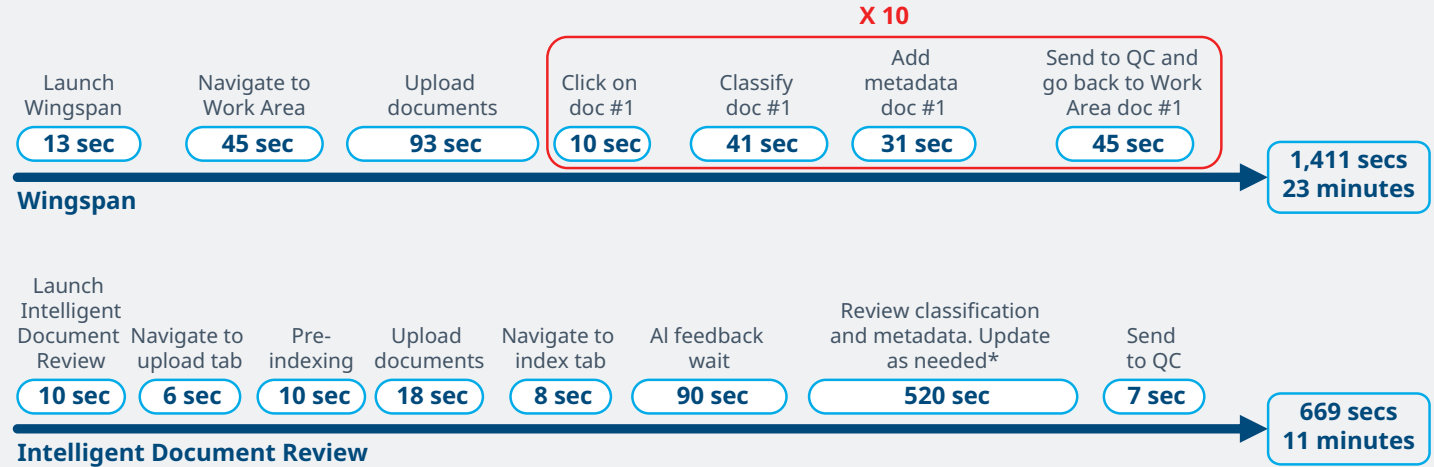 X 10
Launch
Wingspan
13 sec
Navigate to
Work Area
45 sec
Upload
documents
93 sec
Click on
doc #1
10 sec
Classify
doc #1
41 sec
Add
metadata
doc #1
31 sec
Send to QC and
go back to Work
Area doc #1
45 sec
1,411 secs
23 minutes
Wingspan
Launch
Intelligent
Document
Review
10 sec
Navigate to
upload tab
6 sec
Pre-
indexing
10 sec
Upload
documents
18 sec
Navigate to
index tab
8 sec
AI feedback
wait
90 sec
Review classification
and metadata. Update
as needed*
520 sec
Send
to QC
7 sec
669 secs
11 minutes
Intelligent Document Review